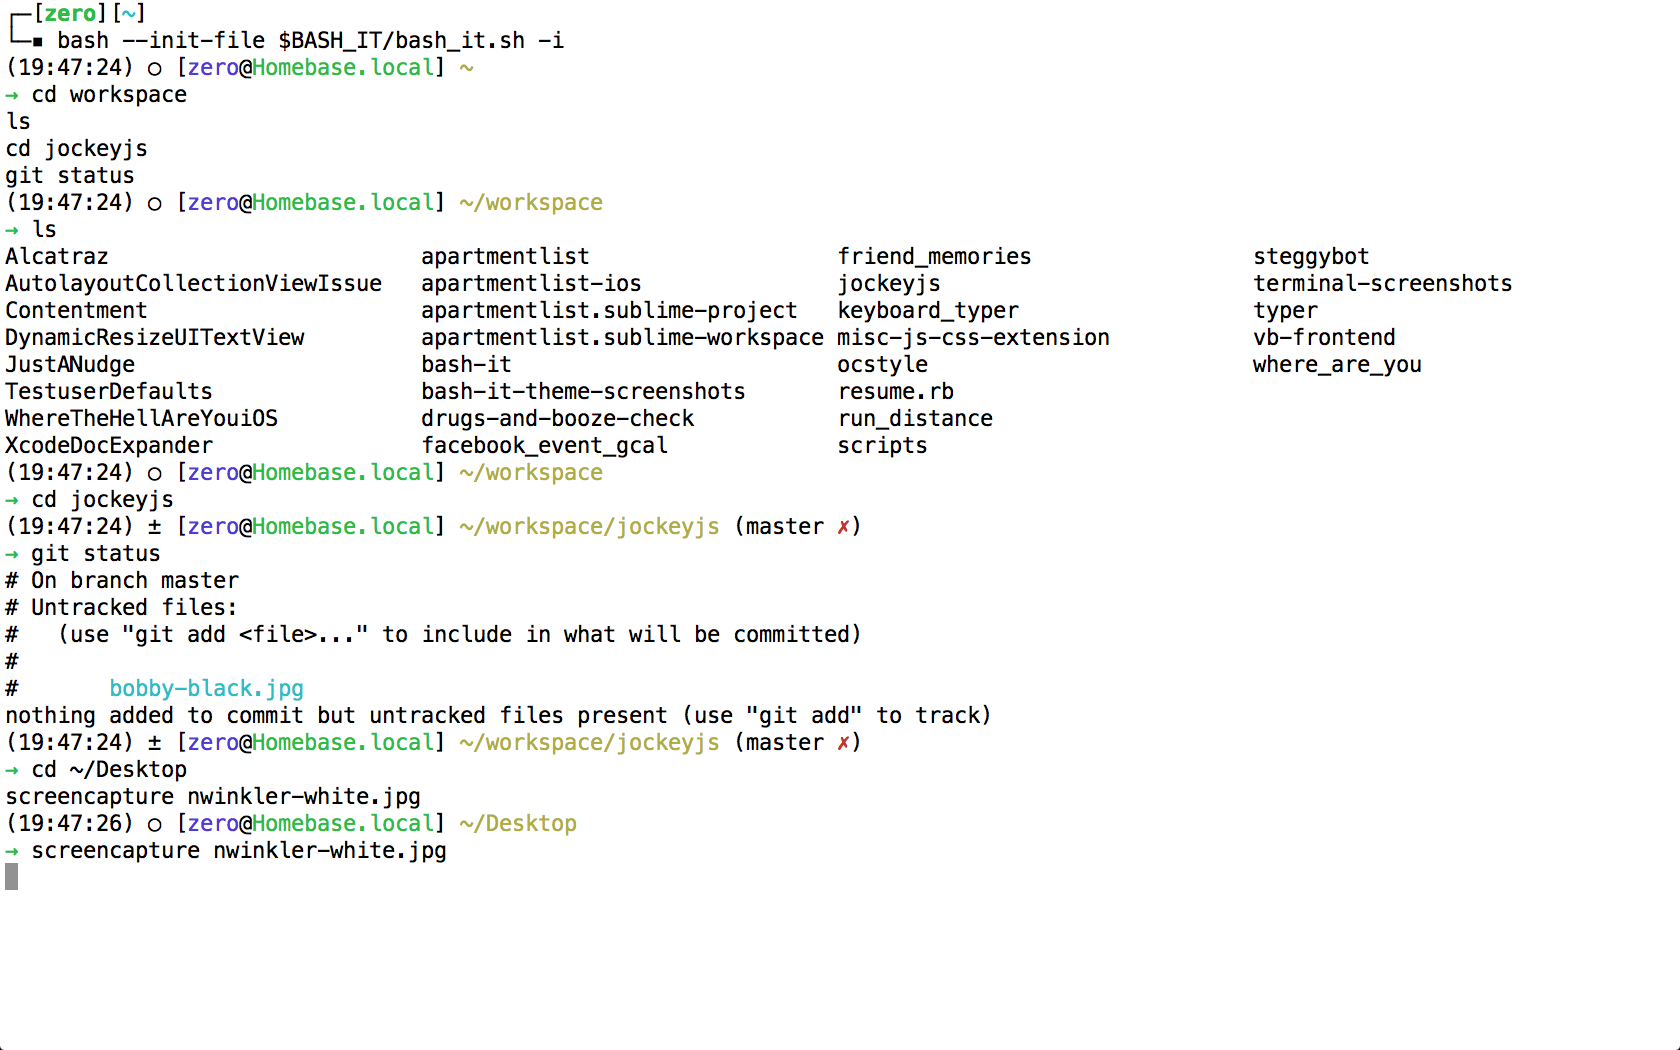 ┌─[zero][~]
└─▪ bash --init-file $BASH_IT/bash_it.sh -i
(19:47:24) ○ [zero@Homebase.local] ~
→ cd workspace
ls
cd jockeyjs
git status
(19:47:24) ○ [zero@Homebase.local] ~/workspace
→ ls
Alcatraz                        apartmentlist                   friend_memories                 steggybot
AutolayoutCollectionViewIssue   apartmentlist-ios               jockeyjs                        terminal-screenshots
Contentment                     apartmentlist.sublime-project   keyboard_typer                  typer
DynamicResizeUITextView         apartmentlist.sublime-workspace misc-js-css-extension           vb-frontend
JustANudge                      bash-it                         ocstyle                         where_are_you
TestuserDefaults                bash-it-theme-screenshots       resume.rb
WhereTheHellAreYouiOS           drugs-and-booze-check           run_distance
XcodeDocExpander                facebook_event_gcal             scripts
(19:47:24) ○ [zero@Homebase.local] ~/workspace
→ cd jockeyjs
(19:47:24) ± [zero@Homebase.local] ~/workspace/jockeyjs (master ✗)
→ git status
# On branch master
# Untracked files:
#   (use "git add <file>..." to include in what will be committed)
#
#       bobby-black.jpg
nothing added to commit but untracked files present (use "git add" to track)
(19:47:24) ± [zero@Homebase.local] ~/workspace/jockeyjs (master ✗)
→ cd ~/Desktop
screencapture nwinkler-white.jpg
(19:47:26) ○ [zero@Homebase.local] ~/Desktop
→ screencapture nwinkler-white.jpg